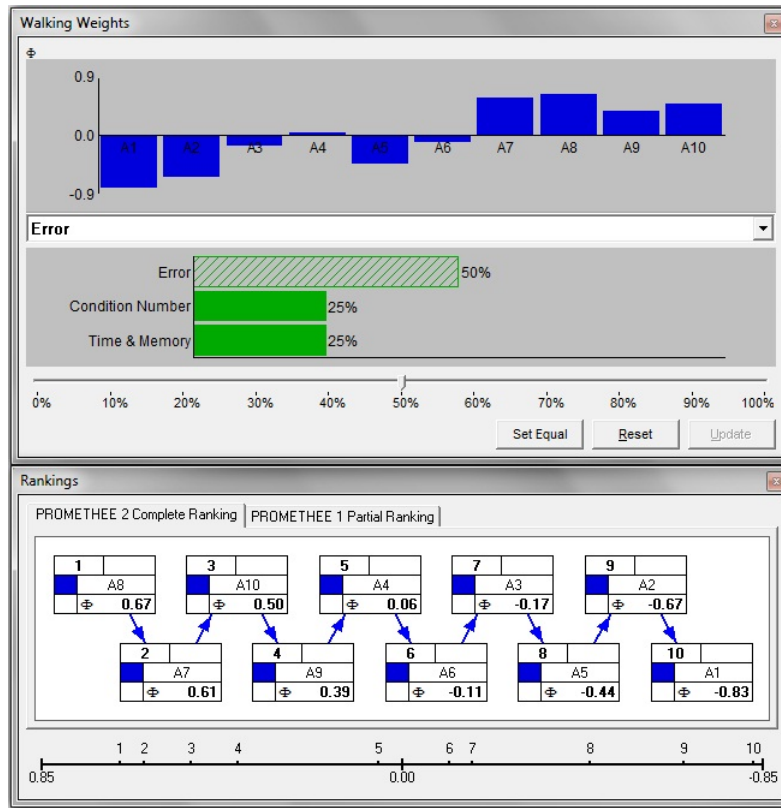 Walking Weights
Φ
0.9
0.0
-0.9
A1 A2 A3 A4 A5 A6 A7 A8 A9 A10
Error
Error 50%
Condition Number 25%
Time & Memory 25%
0% 10% 20% 30% 40% 50% 60% 70% 80% 90% 100%
Set Equal Reset Update
Rankings
PROMETHEE 2 Complete Ranking PROMETHEE 1 Partial Ranking
1 3 5 7 9
A8 A10 A4 A3 A2
Φ 0.67 Φ 0.50 Φ 0.06 Φ -0.17 Φ -0.67
2 4 6 8 10
A7 A9 A6 A5 A1
Φ 0.61 Φ 0.39 Φ -0.11 Φ -0.44 Φ -0.83
1 2 3 4 5 6 7 8 9 10
0.85 0.00 -0.85